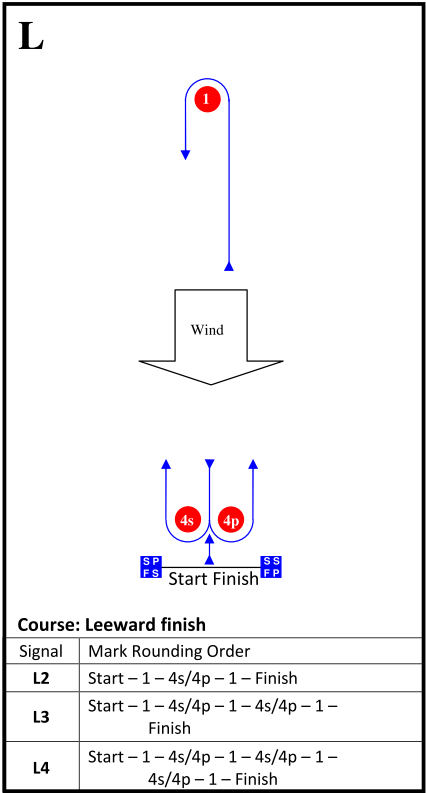 L
1
Wind
4s 4p
S P S S
F S F P
Start Finish
Course: Leeward finish
Signal Mark Rounding Order
L2 Start – 1 – 4s/4p – 1 – Finish
L3 Start – 1 – 4s/4p – 1 – 4s/4p – 1 –
Finish
L4 Start – 1 – 4s/4p – 1 – 4s/4p – 1 –
4s/4p – 1 – Finish